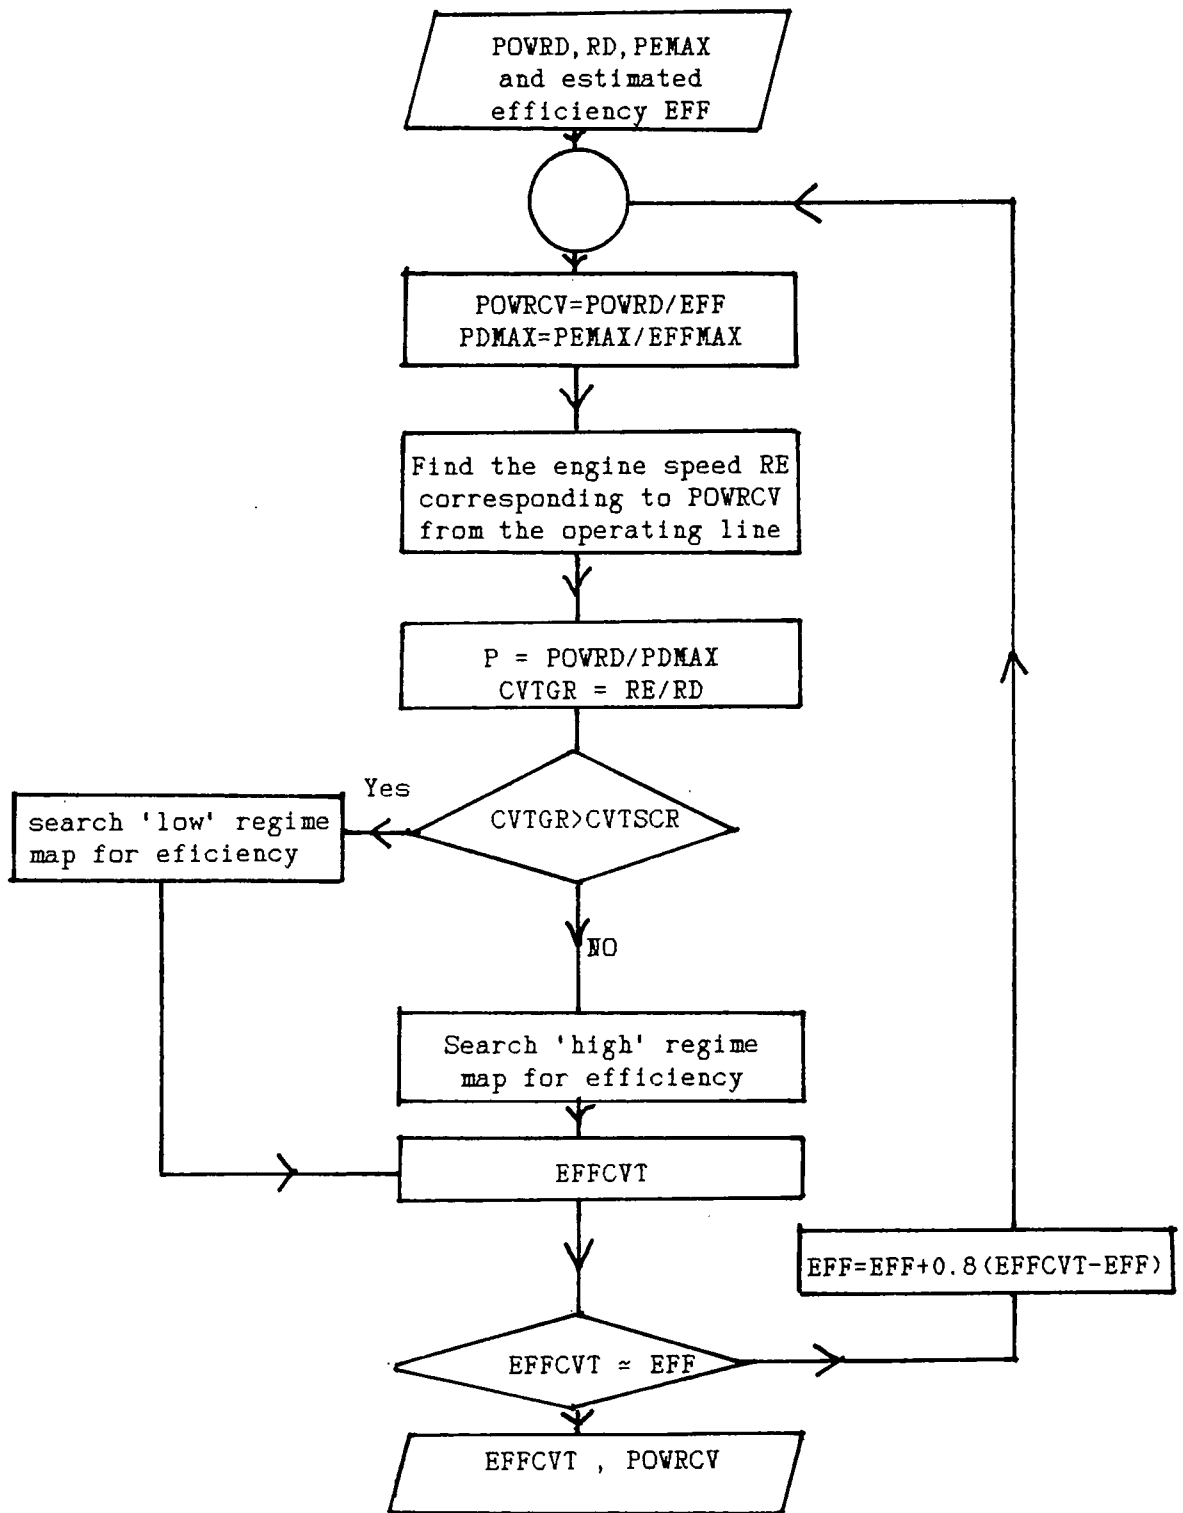 POWRD,RD,PEMAX
and estimated
efficiency EFF
POWRCV=POWRD/EFF
PDMAX=PEMAX/EFFMAX
Find the engine speed RE
corresponding to POWRCV
from the operating line
P = POWRD/PDMAX
CVTGR = RE/RD
CVTGR>CVTSCR
Yes
search 'low' regime
map for eficiency
NO
Search 'high' regime
map for efficiency
EFFCVT
EFF=EFF+0.8(EFFCVT-EFF)
EFFCVT ≃ EFF
EFFCVT , POWRCV